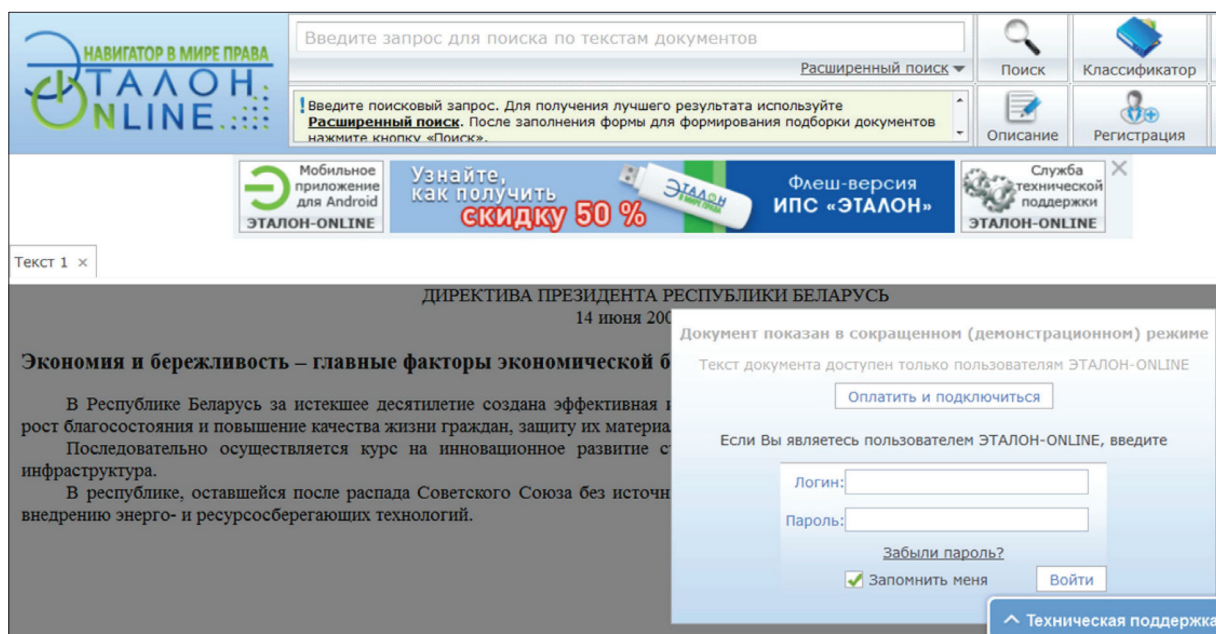 НАВИГАТОР В МИРЕ ПРАВА
ЭТАЛОН
ONLINE
Введите запрос для поиска по текстам документов
Расширенный поиск
Поиск
Классификатор
Введите поисковый запрос. Для получения лучшего результата используйте
Расширенный поиск. После заполнения формы для формирования подборки документов
нажмите кнопку «Поиск».
Описание
Регистрация
Мобильное
приложение
для Android
ЭТАЛОН-ONLINE
Узнайте,
как получить
скидку 50 %
ЭТАЛОН
В МИРЕ ПРАВА
Флеш-версия
ИПС «ЭТАЛОН»
Служба
технической
поддержки
ЭТАЛОН-ONLINE
Текст 1
ДИРЕКТИВА ПРЕЗИДЕНТА РЕСПУБЛИКИ БЕЛАРУСЬ
14 июня 200
Экономия и бережливость – главные факторы экономической б
В Республике Беларусь за истекшее десятилетие создана эффективная
рост благосостояния и повышение качества жизни граждан, защиту их материа
Последовательно осуществляется курс на инновационное развитие
инфраструктура.
В республике, оставшейся после распада Советского Союза без источн
внедрению энерго- и ресурсосберегающих технологий.
Документ показан в сокращенном (демонстрационном) режиме
Текст документа доступен только пользователям ЭТАЛОН-ONLINE
Оплатить и подключиться
Если Вы являетесь пользователем ЭТАЛОН-ONLINE, введите
Логин:
Пароль:
Забыли пароль?
Запомнить меня
Войти
Техническая поддержка